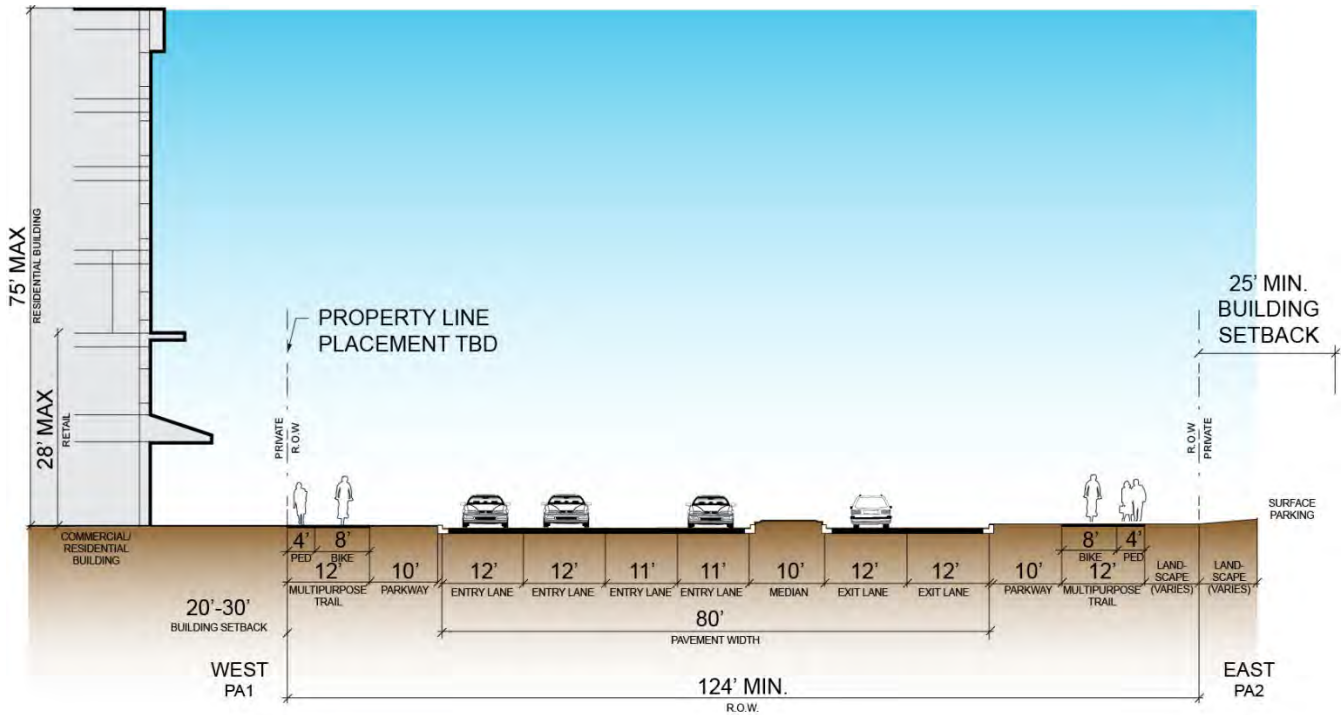 75' MAX
RESIDENTIAL BUILDING
28' MAX
RETAIL
PROPERTY LINE
PLACEMENT TBD
25' MIN.
BUILDING
SETBACK
PRIVATE
R.O.W
R.O.W
PRIVATE
SURFACE
PARKING
COMMERCIAL/
RESIDENTIAL
BUILDING
4'
PED
8'
BIKE
12'
MULTIPURPOSE
TRAIL
10'
PARKWAY
12'
ENTRY LANE
12'
ENTRY LANE
11'
ENTRY LANE
11'
ENTRY LANE
10'
MEDIAN
12'
EXIT LANE
12'
EXIT LANE
10'
PARKWAY
8'
BIKE
4'
PED
12'
MULTIPURPOSE
TRAIL
LAND-
SCAPE
(VARIES)
LAND-
SCAPE
(VARIES)
20'-30'
BUILDING SETBACK
80'
PAVEMENT WIDTH
WEST
PA1
124' MIN.
R.O.W.
EAST
PA2